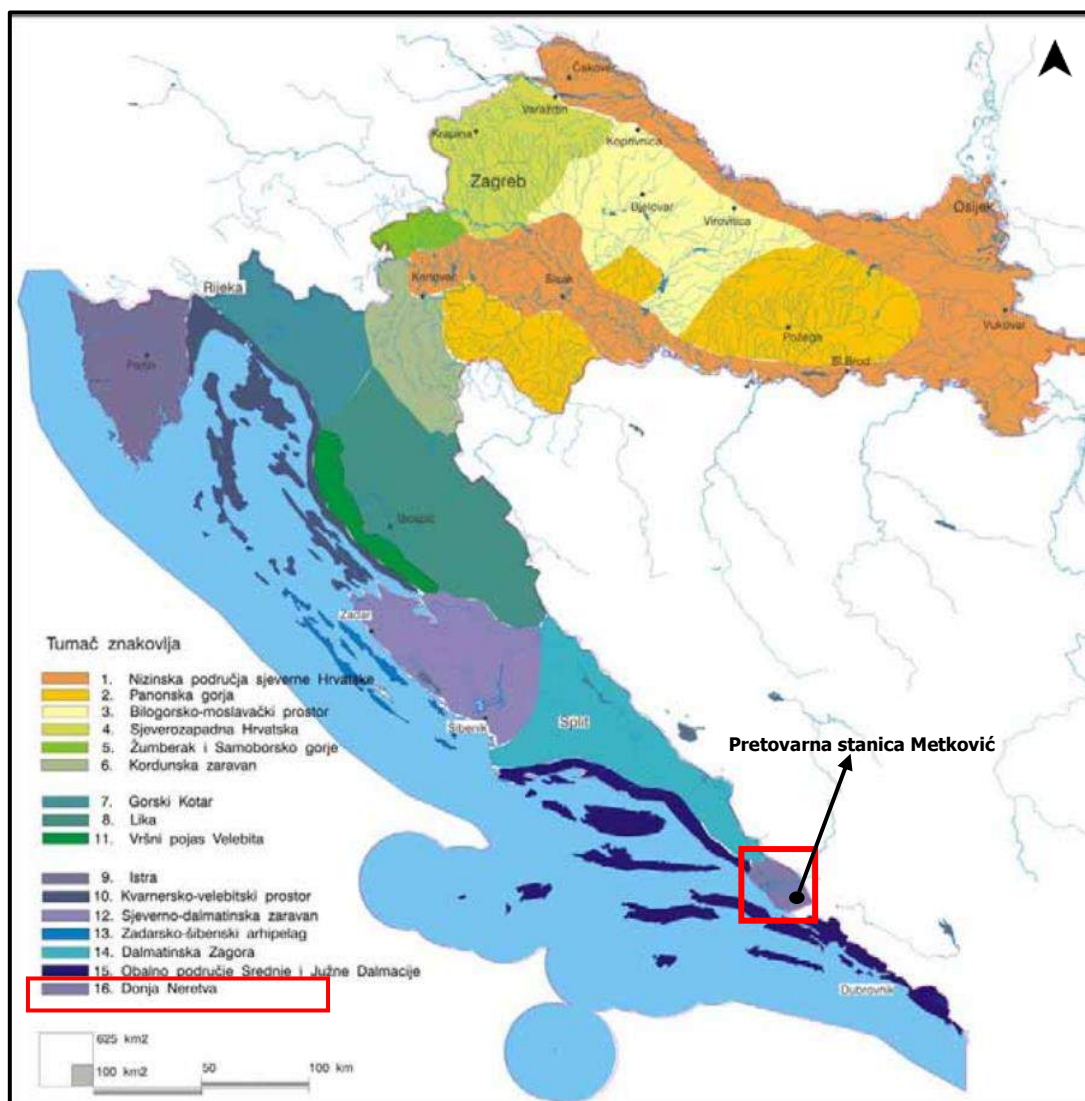 Čakovec
Varaždin
Krapina
Koprivnica
Zagreb
Bjelovar
Virovitica
Osijek
Karlovac
Sisak
Rijeka
Vukovar
Požega
Sl.Brod
Pazin
Gospić
Zadar
Tumač znakovlja
1. Nizinska područja sjeverne Hrvatske
2. Panonska gorja
3. Bilogorsko-moslavački prostor
4. Sjeverozapadna Hrvatska
5. Žumberak i Samoborsko gorje
6. Kordunska zaravan
Šibenik
Split
Pretovarna stanica Metković
7. Gorski Kotar
8. Lika
11. Vršni pojas Velebita
9. Istra
10. Kvarnersko-velebitski prostor
12. Sjeverno-dalmatinska zaravan
13. Zadarsko-šibenski arhipelag
14. Dalmatinska Zagora
15. Obalno područje Srednje i Južne Dalmacije
16. Donja Neretva
Dubrovnik
625 km2
100 km2
50
100 km